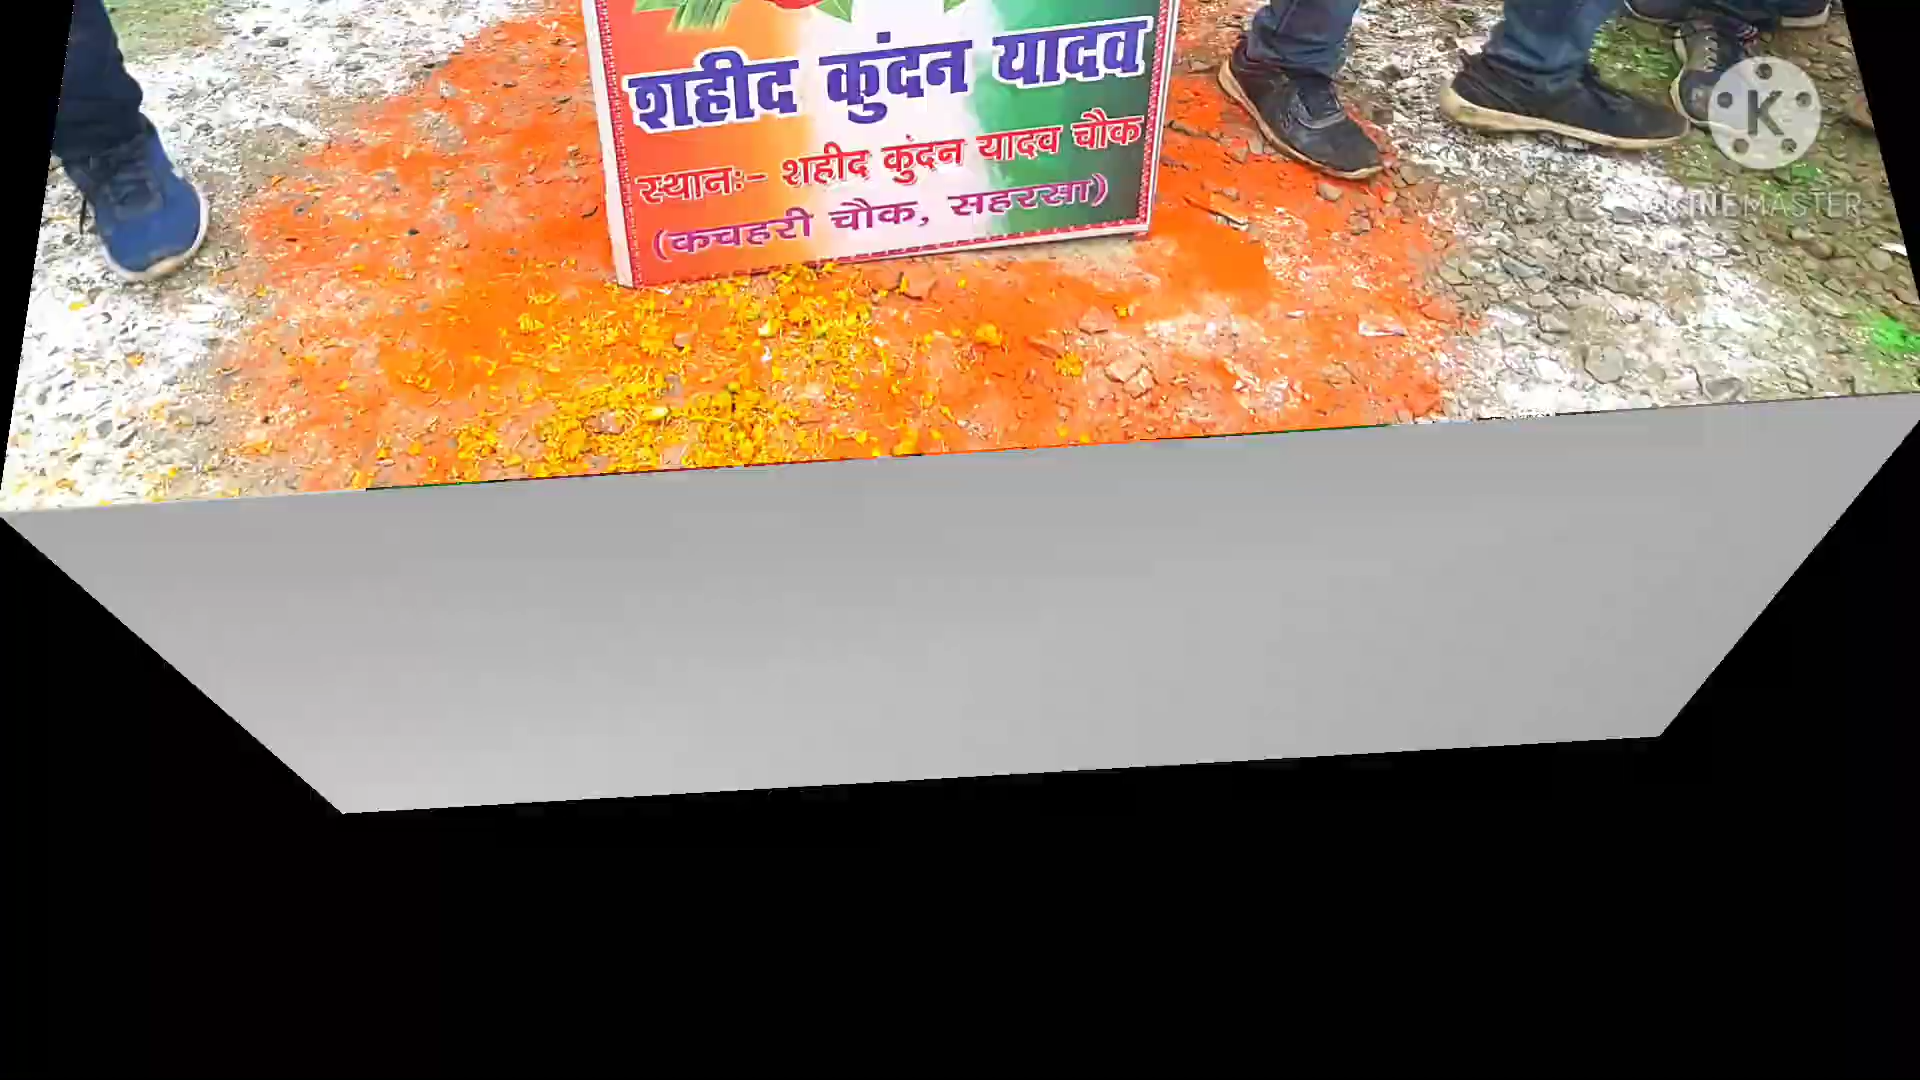 शहीद कुंदन यादव
स्थानः- शहीद कुंदन यादव चौक
(कचहरी चौक, सहरसा)
K
KINEMASTER